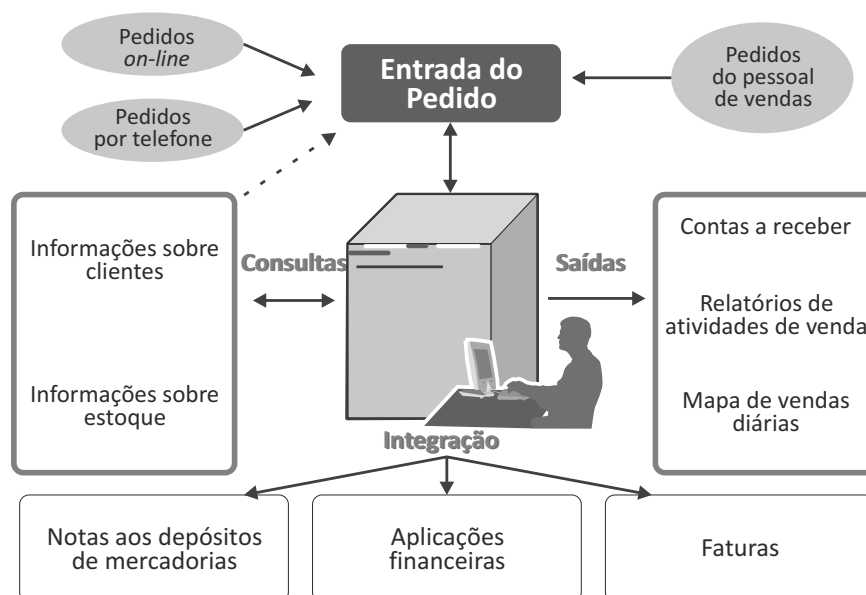 Pedidos
on-line
Pedidos
por telefone
Entrada do
Pedido
Pedidos
do pessoal
de vendas
Informações sobre
clientes
Informações sobre
estoque
Consultas
Saídas
Contas a receber
Relatórios de
atividades de venda
Mapa de vendas
diárias
Integração
Notas aos depósitos
de mercadorias
Aplicações
financeiras
Faturas